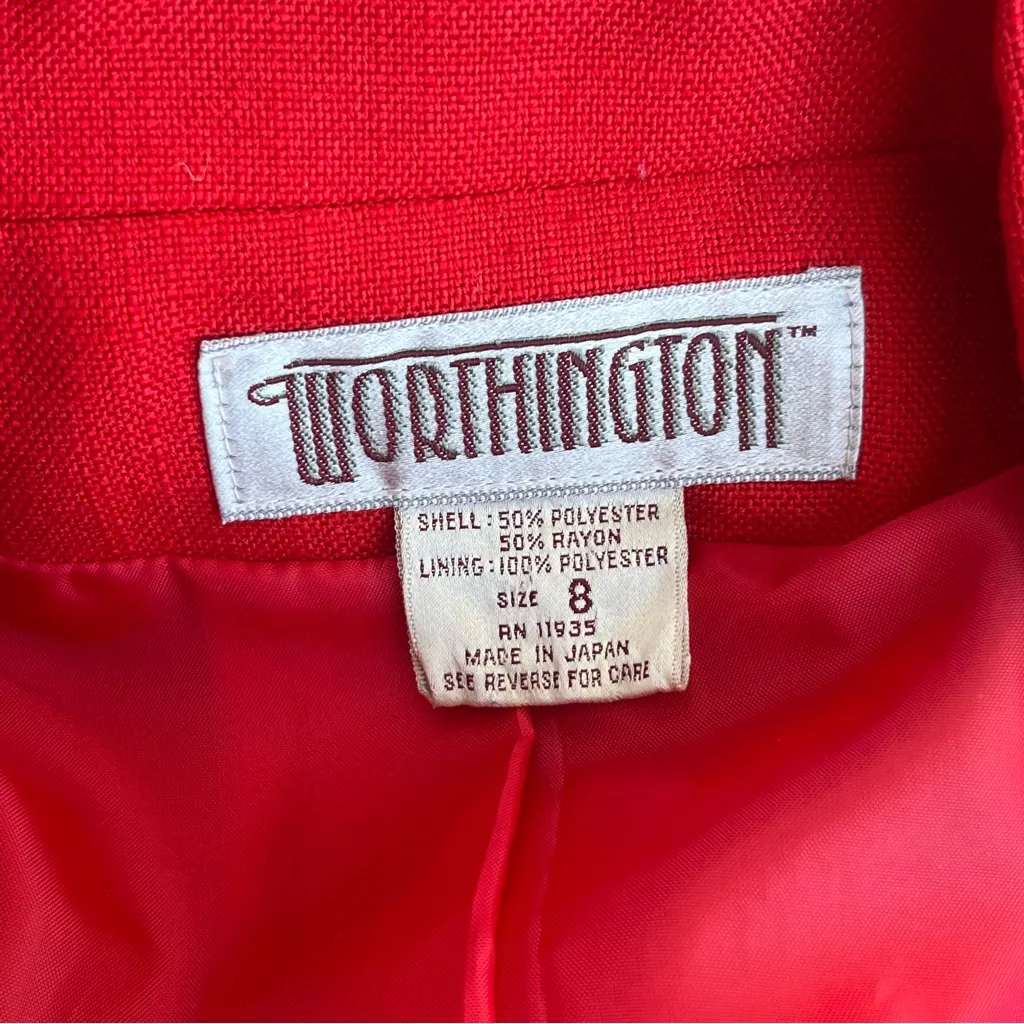 WORTHINGTON™
SHELL: 50% POLYESTER
50% RAYON
LINING: 100% POLYESTER
SIZE 8
RN 11935
MADE IN JAPAN
SEE REVERSE FOR CARE